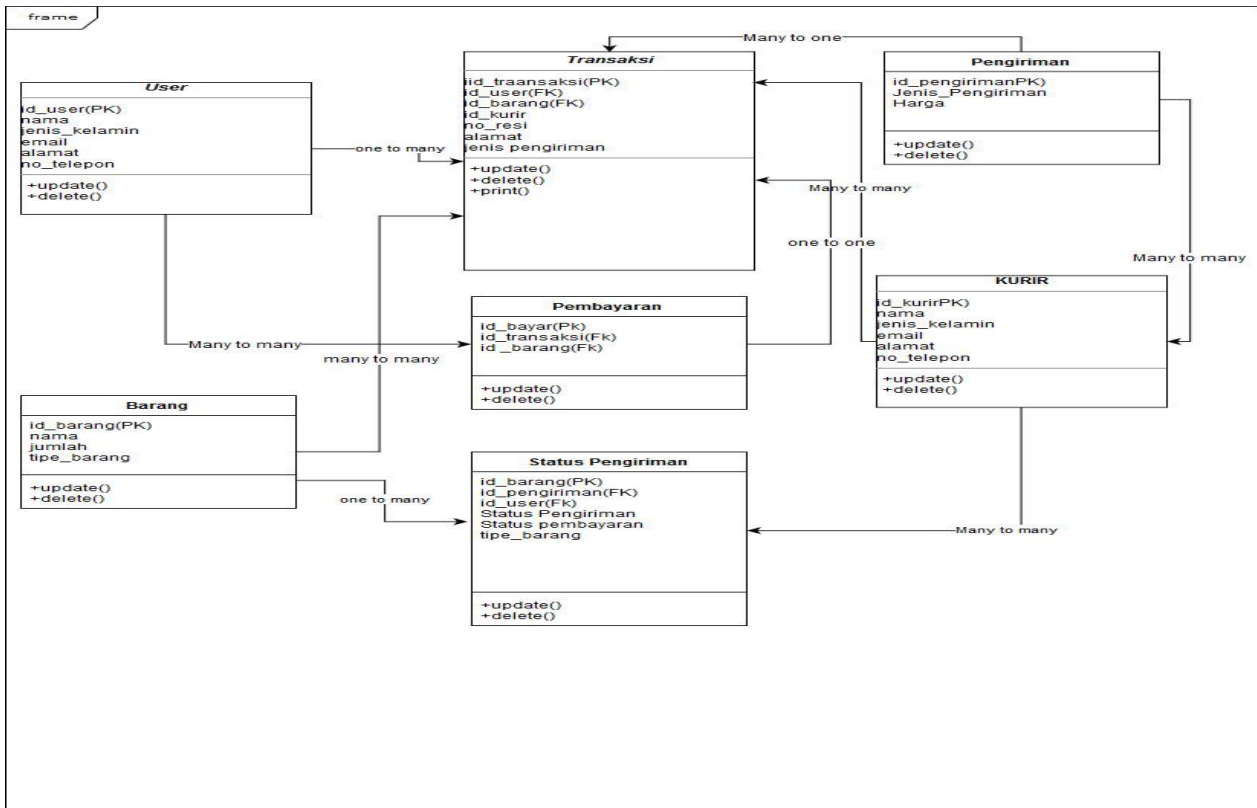 frame
Many to one
Transaksi
iid_traansaksi(PK)
id_user(FK)
id_barang(FK)
id_kurir
no_resi
alamat
jenis pengiriman
+update()
+delete()
+print()
Pengiriman
id_pengirimanPK)
Jenis_Pengiriman
Harga
+update()
+delete()
User
id_user(PK)
nama
jenis_kelamin
email
alamat
no_telepon
+update()
+delete()
one to many
Many to many
one to one
Many to many
KURIR
id_kurirPK)
nama
jenis_kelamin
email
alamat
no_telepon
+update()
+delete()
Pembayaran
id_bayar(Pk)
id_transaksi(Fk)
id _barang(Fk)
+update()
+delete()
Many to many
many to many
Barang
id_barang(PK)
nama
jumlah
tipe_barang
+update()
+delete()
one to many
Status Pengiriman
id_barang(PK)
id_pengiriman(FK)
id_user(Fk)
Status Pengiriman
Status pembayaran
tipe_barang
+update()
+delete()
Many to many